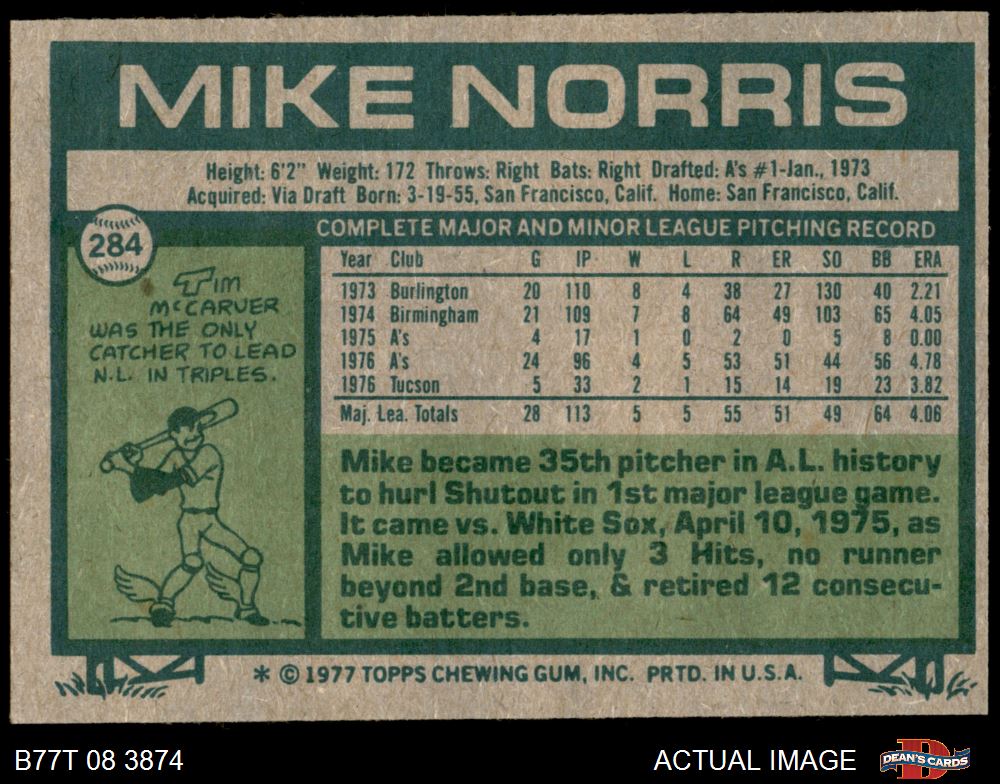 MIKE NORRIS
Height: 6'2" Weight: 172 Throws: Right Bats: Right Drafted: A's #1-Jan., 1973
Acquired: Via Draft Born: 3-19-55, San Francisco, Calif. Home: San Francisco, Calif.
284
TIM
McCARVER
WAS THE ONLY
CATCHER TO LEAD
N.L. IN TRIPLES.
COMPLETE MAJOR AND MINOR LEAGUE PITCHING RECORD
Year Club G IP W L R ER SO BB ERA
1973 Burlington 20 110 8 4 38 27 130 40 2.21
1974 Birmingham 21 109 7 8 64 49 103 65 4.05
1975 A's 4 17 1 0 2 0 5 8 0.00
1976 A's 24 96 4 5 53 51 44 56 4.78
1976 Tucson 5 33 2 1 15 14 19 23 3.82
Maj. Lea. Totals 28 113 5 5 55 51 49 64 4.06
Mike became 35th pitcher in A.L. history
to hurl Shutout in 1st major league game.
It came vs. White Sox, April 10, 1975, as
Mike allowed only 3 Hits, no runner
beyond 2nd base, & retired 12 consecu-
tive batters.
* © 1977 TOPPS CHEWING GUM, INC. PRTD. IN U.S.A.
B77T 08 3874
ACTUAL IMAGE
DEAN'S CARDS